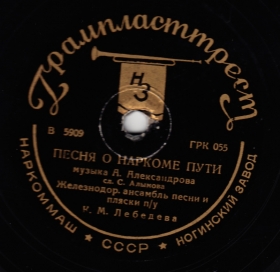 Грампласттрест
НЗ
В 5909
ГРК 055
ПЕСНЯ О НАРКОМЕ ПУТИ
музыка А. Александрова
сл. С. Алымова
Железнодор. ансамбль песни и
пляски п/у
И. М. Лебедева
НАРКОММАШ ★ СССР ★ НОГИНСКИЙ ЗАВОД